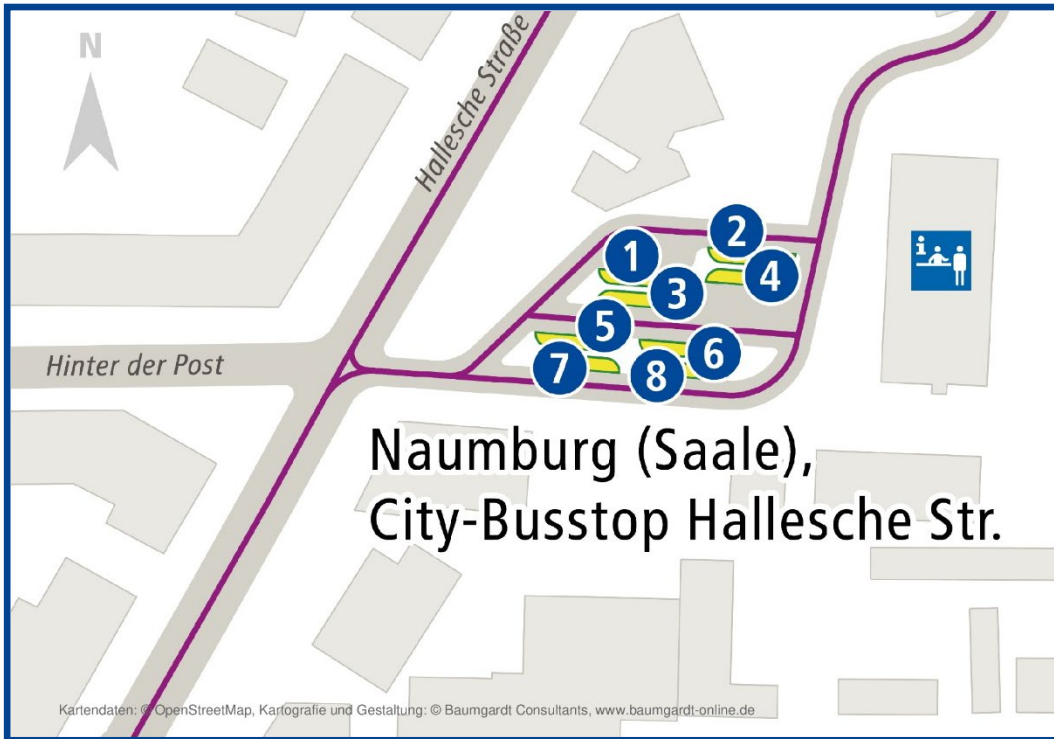 N
Hallesche Straße
2
1
4
3
5
6
7
8
i
Hinter der Post
Naumburg (Saale),
City-Busstop Hallesche Str.
Kartendaten: © OpenStreetMap, Kartografie und Gestaltung: © Baumgardt Consultants, www.baumgardt-online.de